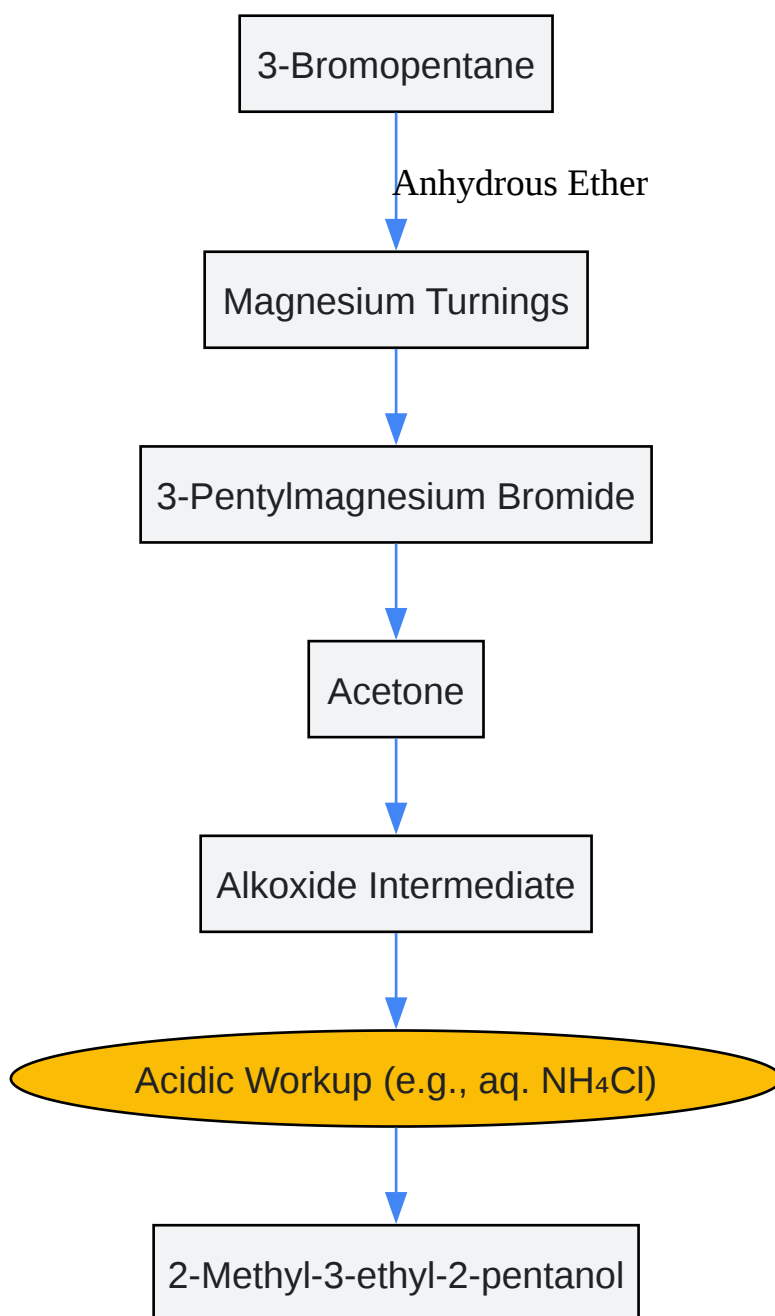 3-Bromopentane
Anhydrous Ether
Magnesium Turnings
3-Pentylmagnesium Bromide
Acetone
Alkoxide Intermediate
Acidic Workup (e.g., aq. NH₄Cl)
2-Methyl-3-ethyl-2-pentanol